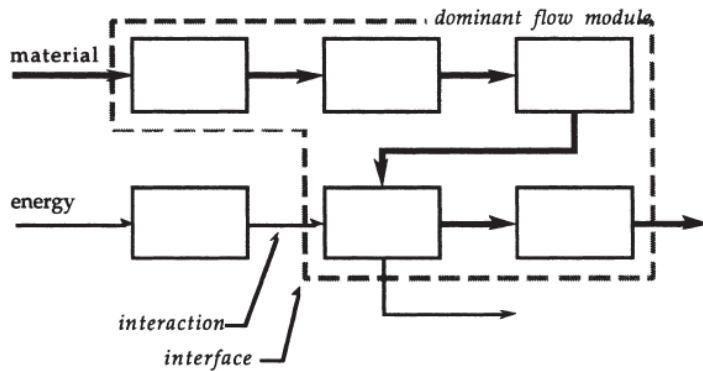 dominant flow module
material
energy
interaction
interface